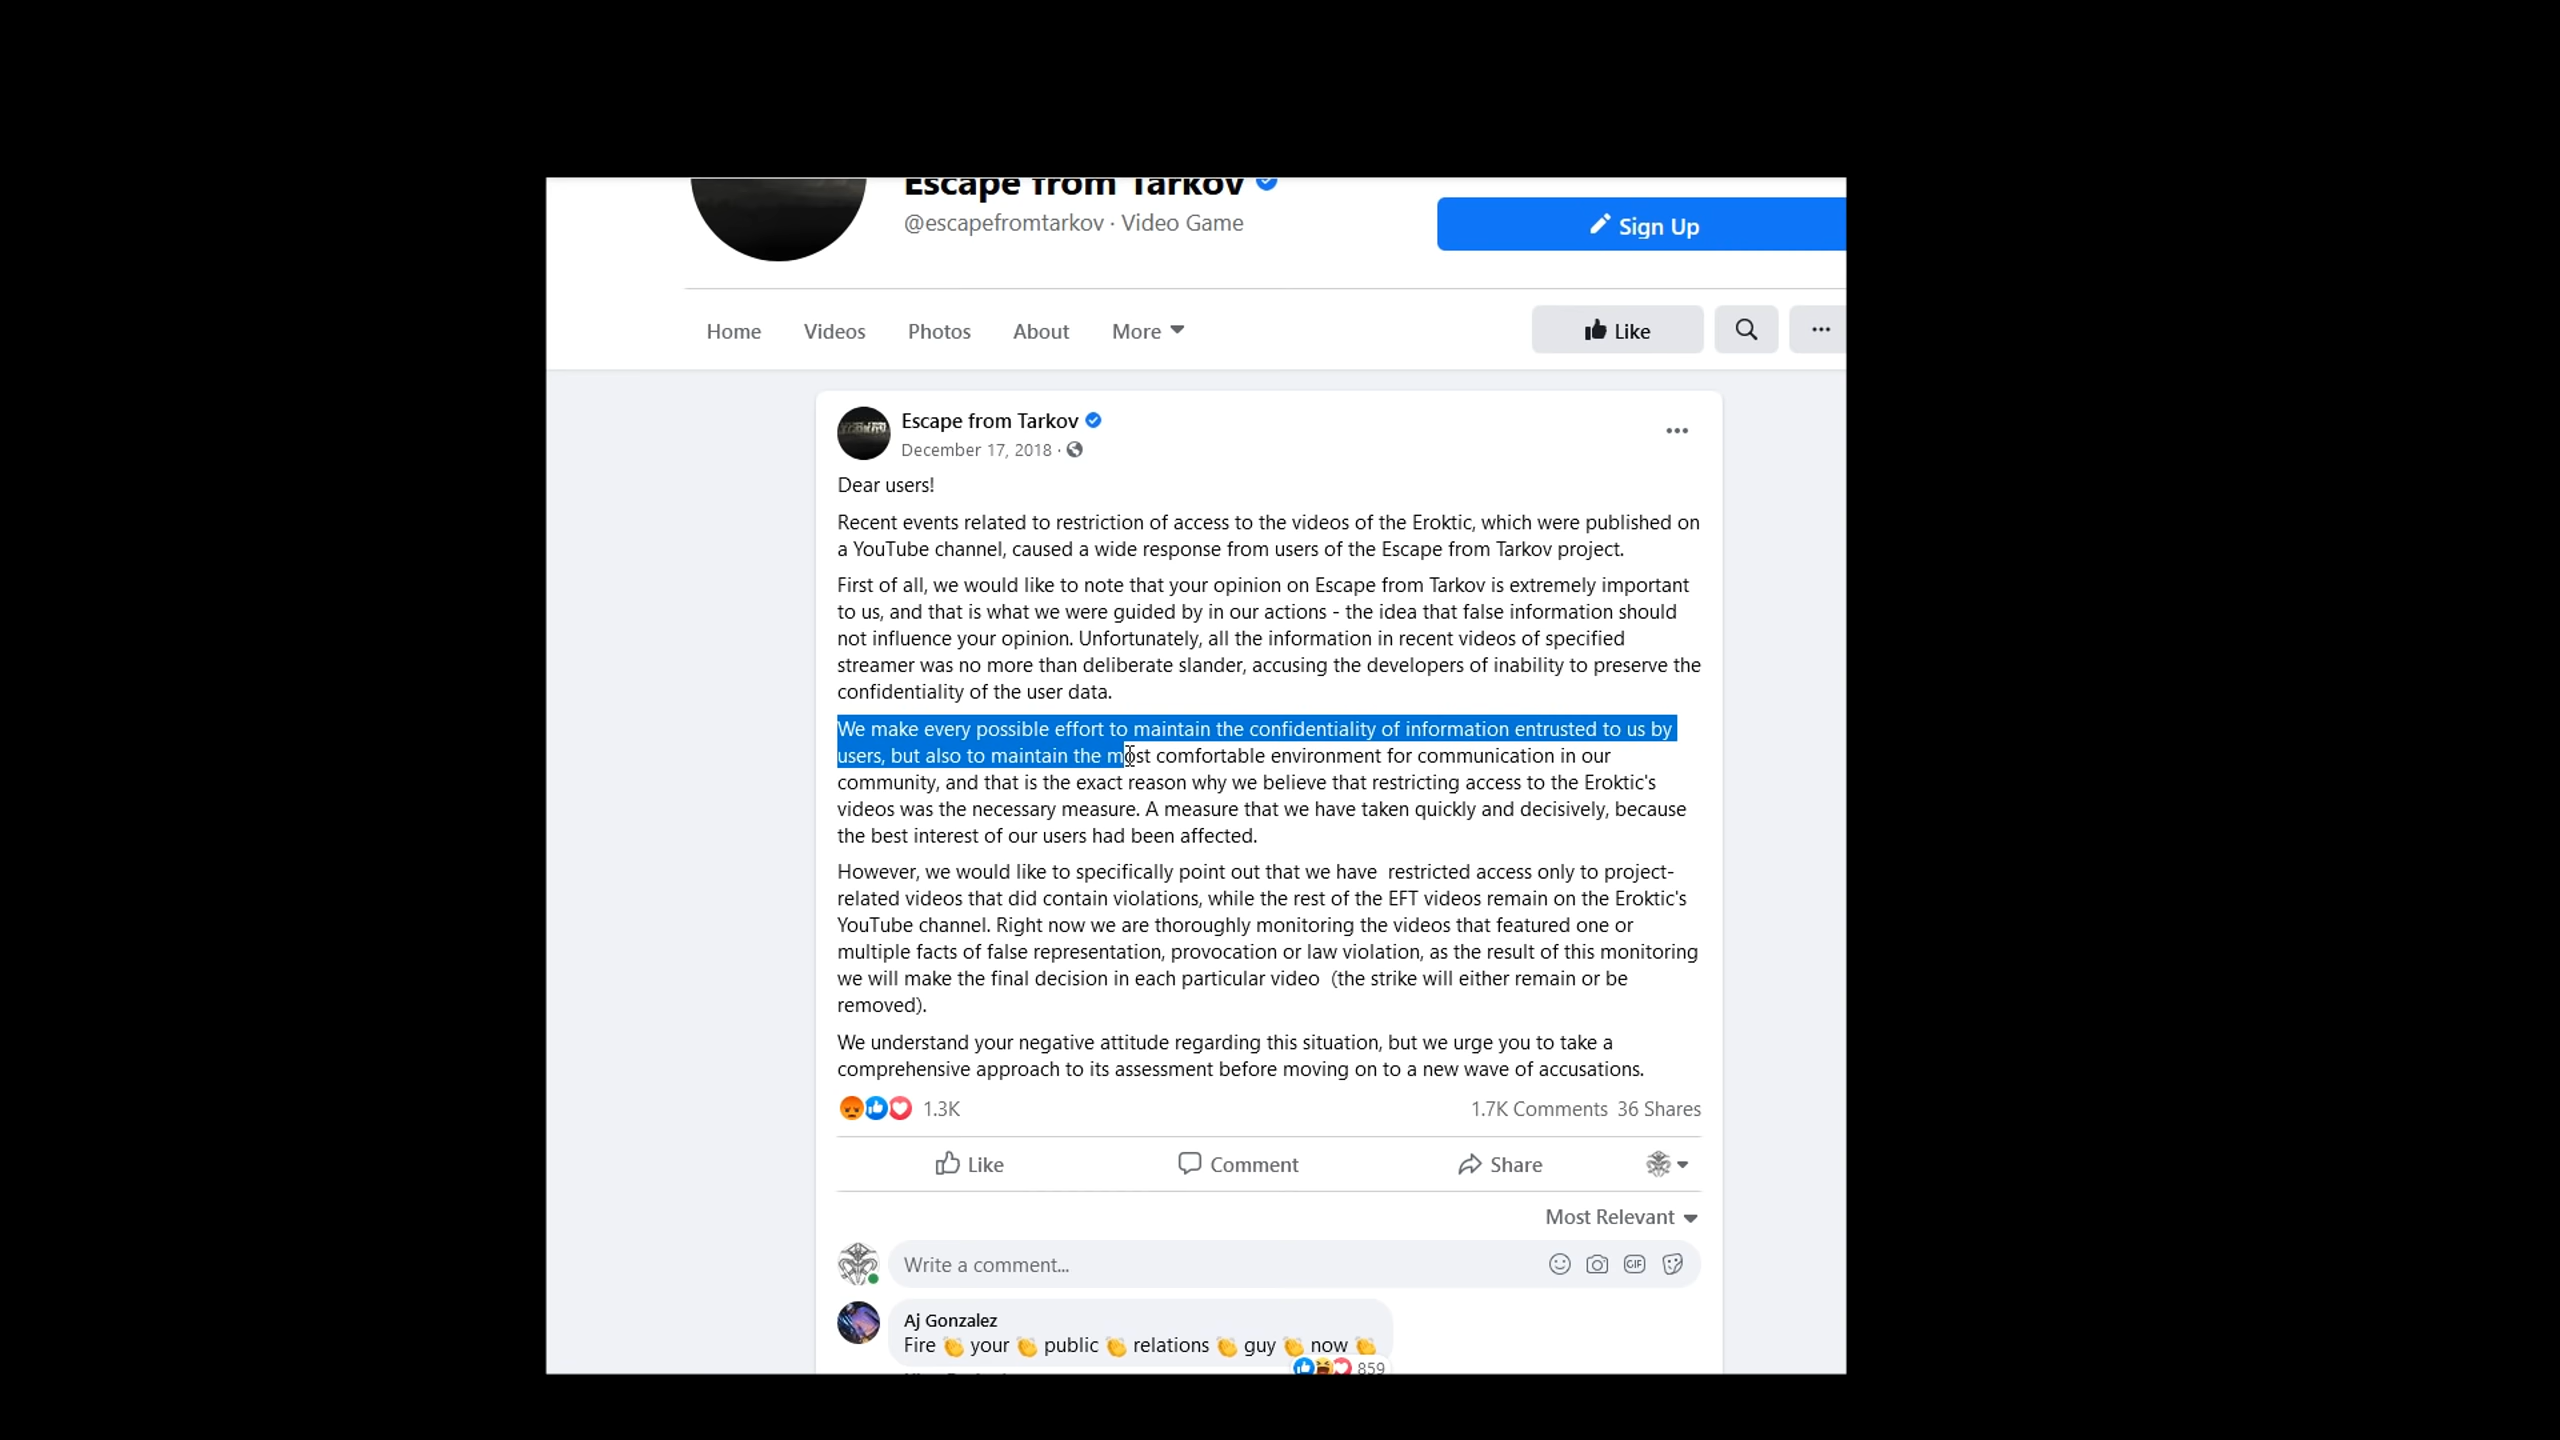 Escape from Tarkov
@escapefromtarkov · Video Game
Sign Up
Home
Videos
Photos
About
More
Like
Escape from Tarkov
December 17, 2018 ·
Dear users!
Recent events related to restriction of access to the videos of the Eroktic, which were published on
a YouTube channel, caused a wide response from users of the Escape from Tarkov project.
First of all, we would like to note that your opinion on Escape from Tarkov is extremely important
to us, and that is what we were guided by in our actions - the idea that false information should
not influence your opinion. Unfortunately, all the information in recent videos of specified
streamer was no more than deliberate slander, accusing the developers of inability to preserve the
confidentiality of the user data.
We make every possible effort to maintain the confidentiality of information entrusted to us by
users, but also to maintain the most comfortable environment for communication in our
community, and that is the exact reason why we believe that restricting access to the Eroktic's
videos was the necessary measure. A measure that we have taken quickly and decisively, because
the best interest of our users had been affected.
However, we would like to specifically point out that we have  restricted access only to project-
related videos that did contain violations, while the rest of the EFT videos remain on the Eroktic's
YouTube channel. Right now we are thoroughly monitoring the videos that featured one or
multiple facts of false representation, provocation or law violation, as the result of this monitoring
we will make the final decision in each particular video  (the strike will either remain or be
removed).
We understand your negative attitude regarding this situation, but we urge you to take a
comprehensive approach to its assessment before moving on to a new wave of accusations.
1.3K
1.7K Comments 36 Shares
Like
Comment
Share
Most Relevant
Write a comment...
GIF
Aj Gonzalez
Fire 👏 your 👏 public 👏 relations 👏 guy 👏 now 👏
859